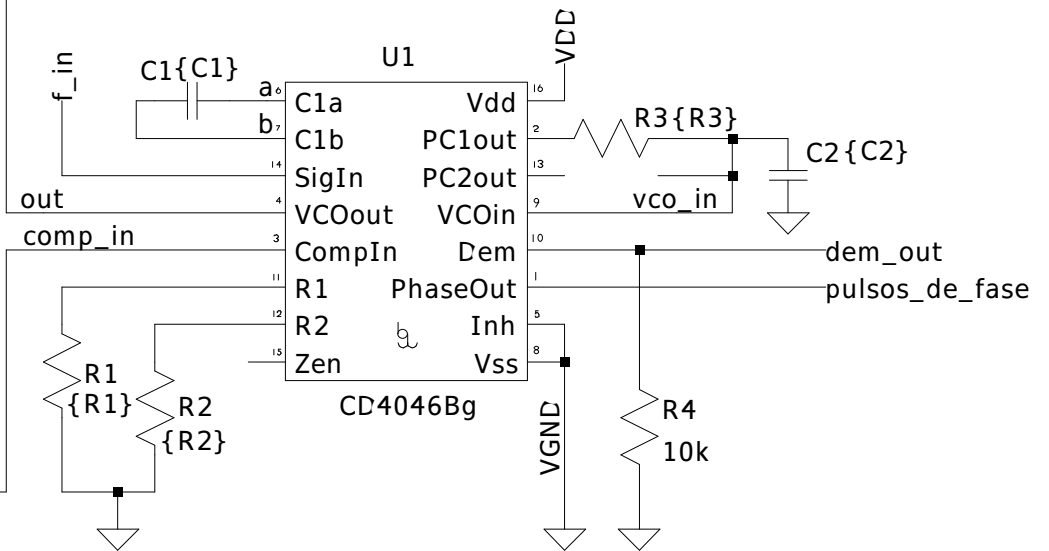 VDD
U1
f_in
C1{C1}
a
6
C1a
Vdd
16
b
7
C1b
PC1out
2
R3{R3}
14
SigIn
PC2out
13
C2{C2}
out
4
VCOout
VCOin
9
vco_in
comp_in
3
CompIn
Dem
10
dem_out
11
R1
PhaseOut
1
pulsos_de_fase
12
R2
Inh
5
15
Zen
Vss
8
R1
{R1}
R2
{R2}
CD4046Bg
VGND
R4
10k